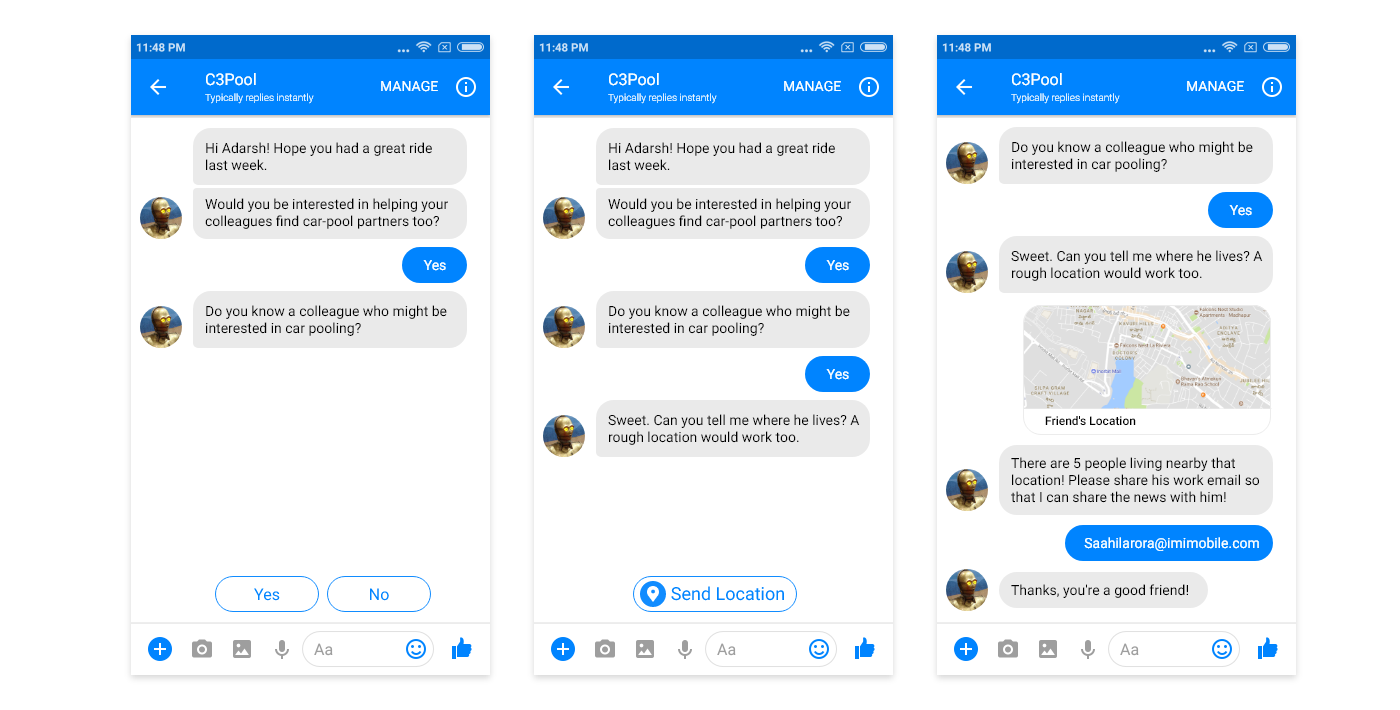 11:48 PM
C3Pool
Typically replies instantly
MANAGE
Hi Adarsh! Hope you had a great ride
last week.
Would you be interested in helping your
colleagues find car-pool partners too?
Yes
Do you know a colleague who might be
interested in car pooling?
Yes
No
Aa
11:48 PM
C3Pool
Typically replies instantly
MANAGE
Hi Adarsh! Hope you had a great ride
last week.
Would you be interested in helping your
colleagues find car-pool partners too?
Yes
Do you know a colleague who might be
interested in car pooling?
Yes
Sweet. Can you tell me where he lives? A
rough location would work too.
Send Location
Aa
11:48 PM
C3Pool
Typically replies instantly
MANAGE
Do you know a colleague who might be
interested in car pooling?
Yes
Sweet. Can you tell me where he lives? A
rough location would work too.
Friend's Location
There are 5 people living nearby that
location! Please share his work email so
that I can share the news with him!
Saahilarora@imimobile.com
Thanks, you're a good friend!
Aa